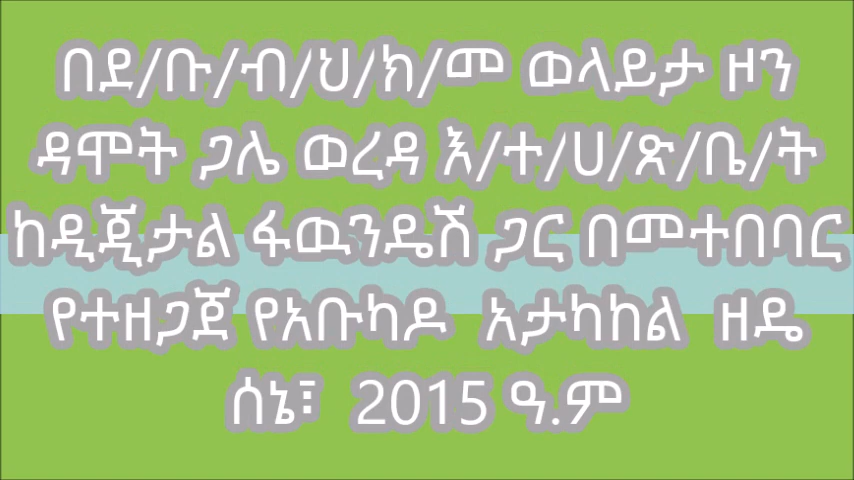 በደ/ቡ/ብ/ህ/ክ/መ ወላይታ ዞን
ዳሞት ጋሌ ወረዳ እ/ተ/ሀ/ጽ/ቤ/ት
ከዲጂታል ፋዉንዴሽ ጋር በመተበባር
የተዘጋጀ የአቡካዶ አታካከል ዘዴ
ሰኔ፣ 2015 ዓ.ም